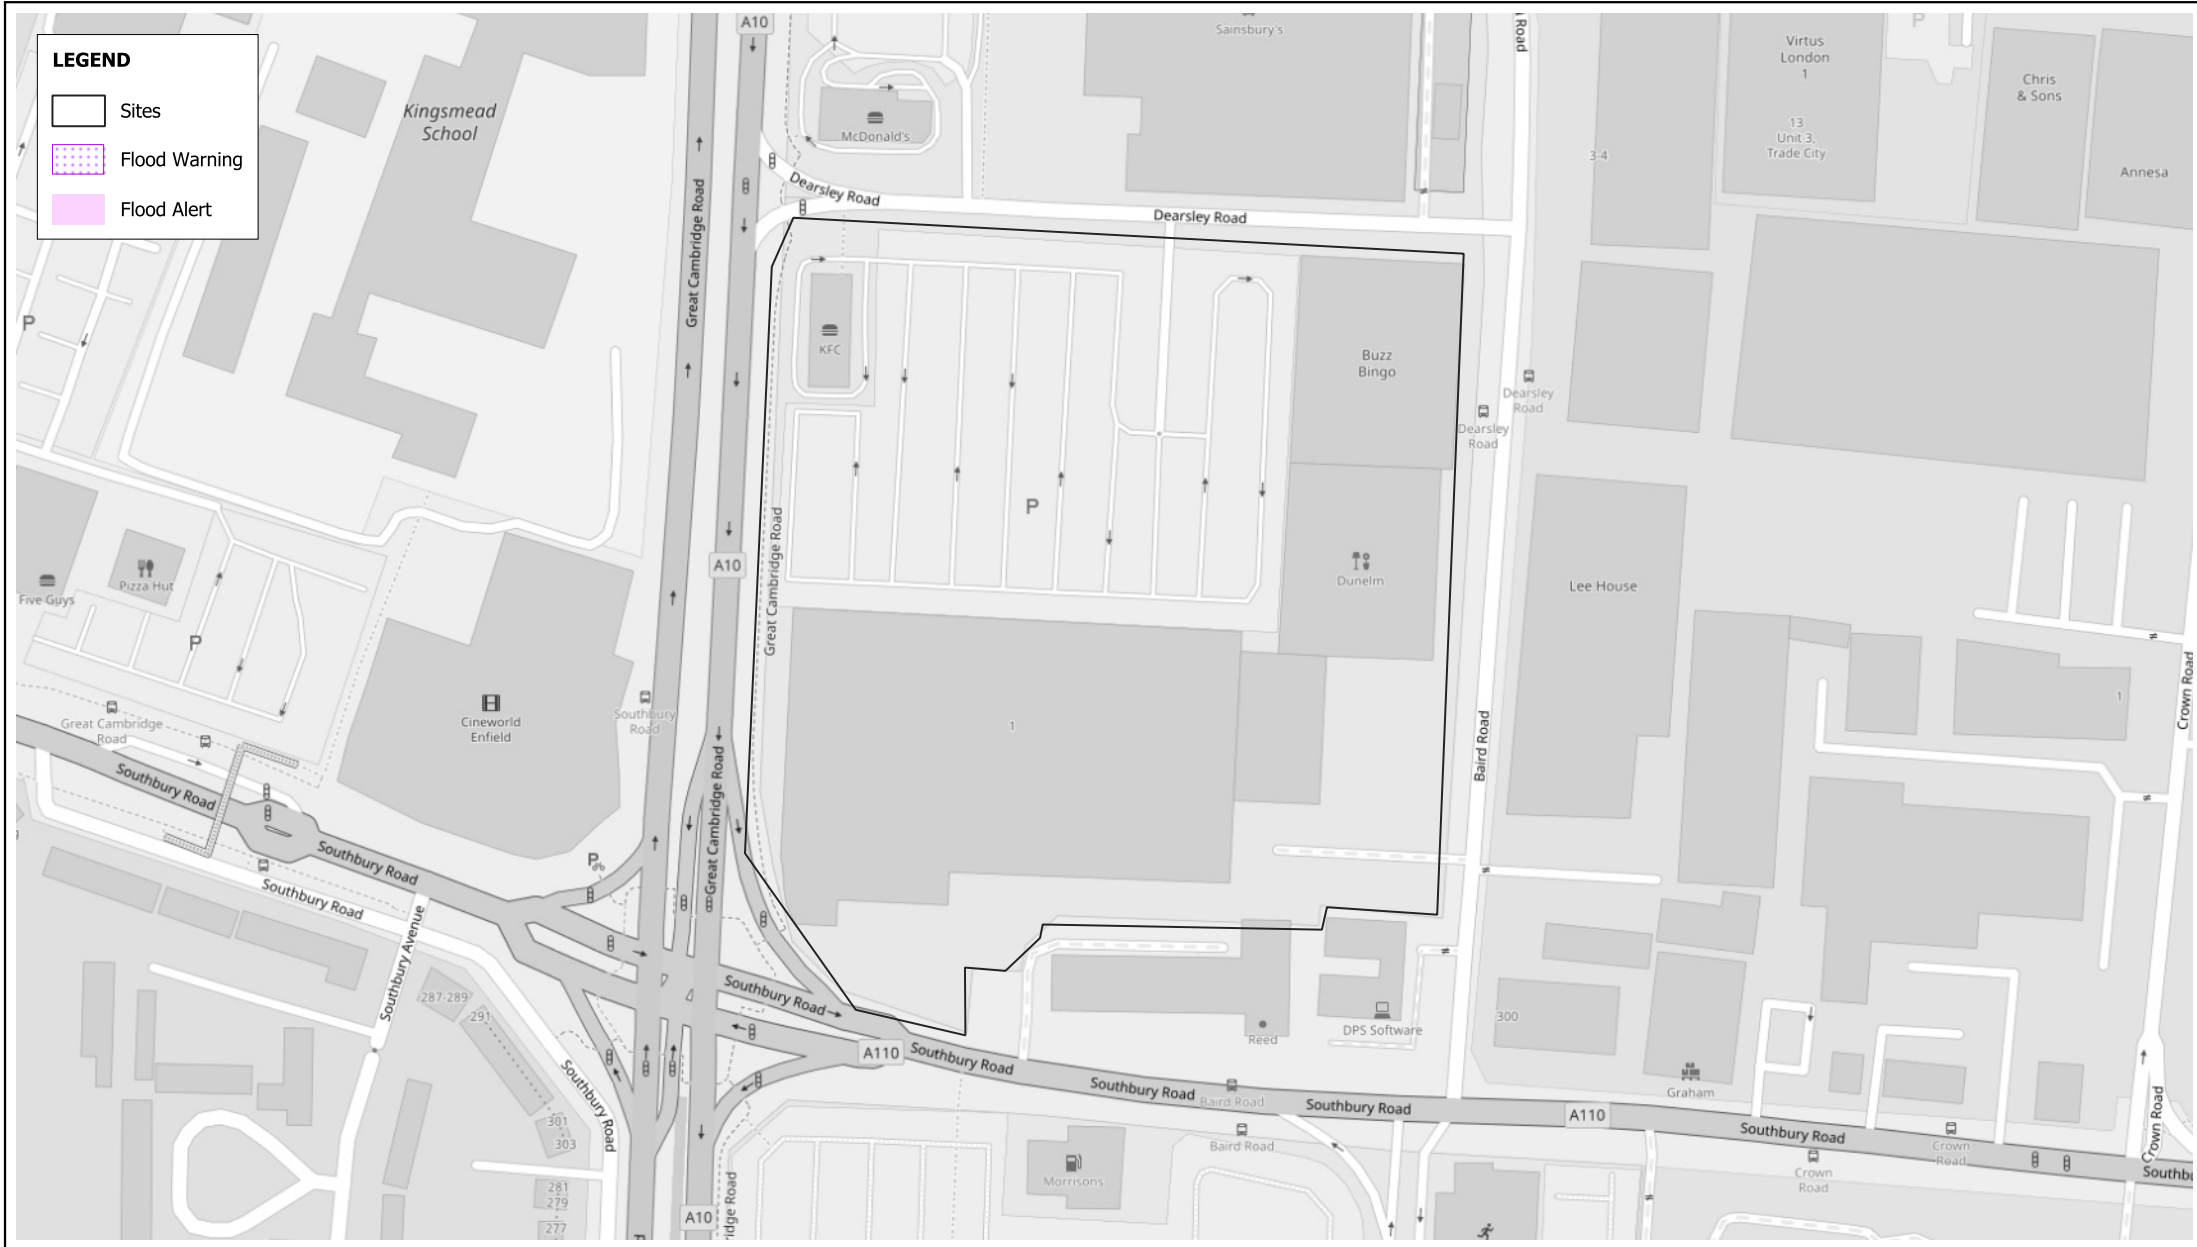 LEGEND
Sites
Flood Warning
Flood Alert
A10
Sainsbury's
Road
Virtus
London
1
P
Chris
& Sons
Kingsmead
School
McDonald's
13
Unit 3,
Trade City
3-4
Annesa
Dearsley Road
Dearsley Road
Great Cambridge Road
P
KFC
Buzz
Bingo
Dearsley
Road
Dearsley
Road
P
A10
Great Cambridge Road
Five Guys
Pizza Hut
Dunelm
Lee House
P
Great Cambridge
Road
Cineworld
Enfield
Southbury
Road
1
1
Crown Road
Baird Road
Southbury Road
Great Cambridge Road
P
Southbury Road
Southbury Road
Southbury Avenue
287-289
291
Southbury Road
300
Reed
DPS Software
A110
Southbury Road
Southbury Road
Baird Road
Southbury Road
A110
Graham
Southbury Road
Southbury Road
301
303
Baird Road
Crown
Road
Crown
Road
Crown Road
Southbu
Morrisons
281
279
277
A10
ridge Road